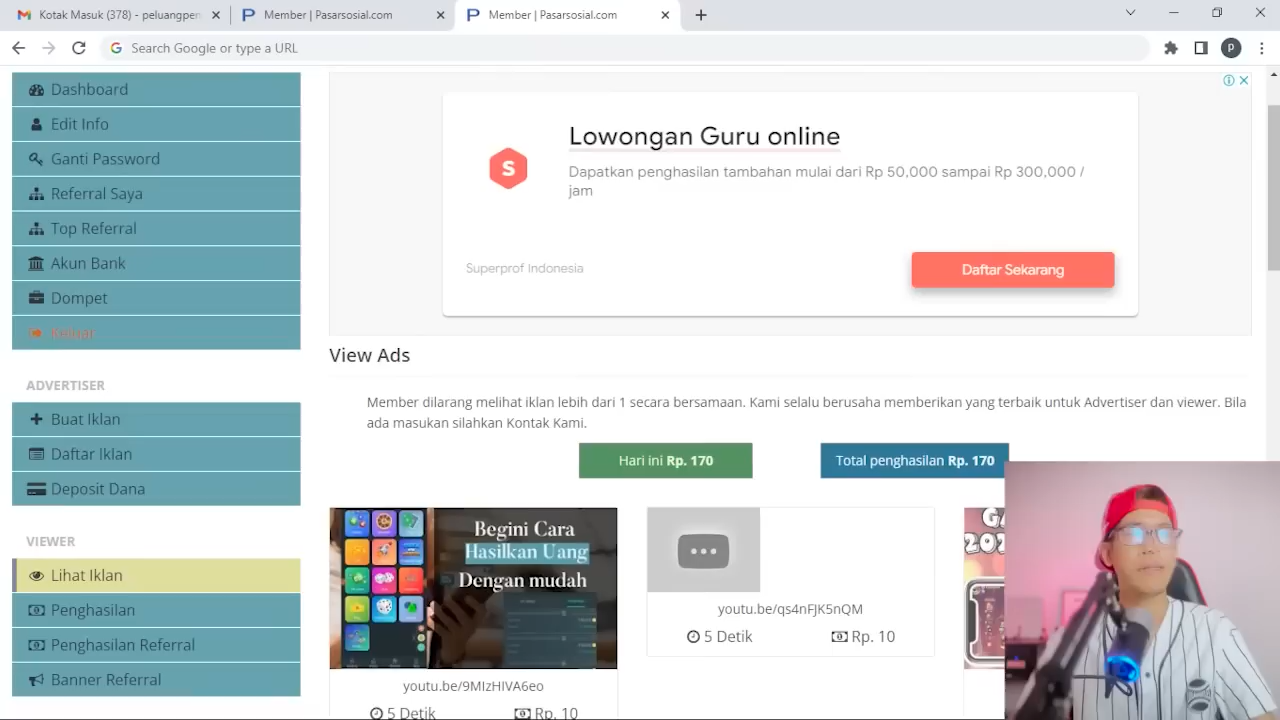 Kotak Masuk (378) - peluangpen
Member | Pasarsosial.com
Member | Pasarsosial.com
Search Google or type a URL
P
Dashboard
Edit Info
Ganti Password
Referral Saya
Top Referral
Akun Bank
Dompet
Keluar
ADVERTISER
Buat Iklan
Daftar Iklan
Deposit Dana
VIEWER
Lihat Iklan
Penghasilan
Penghasilan Referral
Banner Referral
S
Lowongan Guru online
Dapatkan penghasilan tambahan mulai dari Rp 50,000 sampai Rp 300,000 /
jam
Superprof Indonesia
Daftar Sekarang
View Ads
Member dilarang melihat iklan lebih dari 1 secara bersamaan. Kami selalu berusaha memberikan yang terbaik untuk Advertiser dan viewer. Bila
ada masukan silahkan Kontak Kami.
Hari ini Rp. 170
Total penghasilan Rp. 170
Begini Cara
Hasilkan Uang
Dengan mudah
youtu.be/9MIzHIVA6eo
5 Detik
Rp. 10
youtu.be/qs4nFJK5nQM
5 Detik
Rp. 10
GA
202